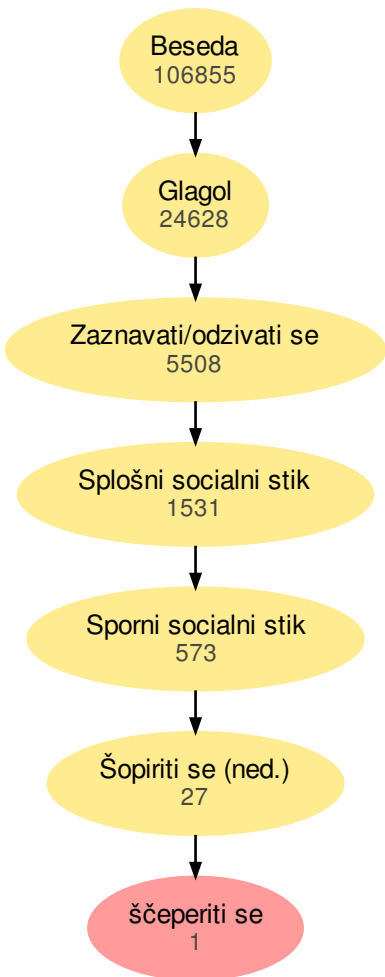 Beseda
106855
Glagol
24628
Zaznavati/odzivati se
5508
Splošni socialni stik
1531
Sporni socialni stik
573
Šopiriti se (ned.)
27
ščeperiti se
1